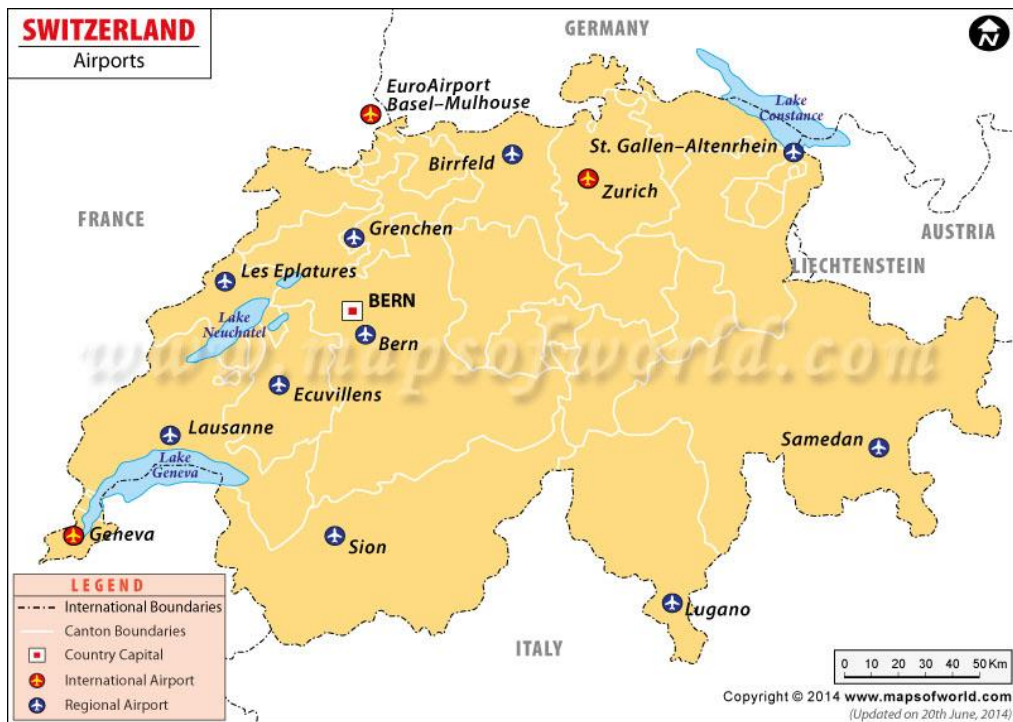 SWITZERLAND
Airports
GERMANY
N
EuroAirport
Basel-Mulhouse
Lake
Constance
Birrfeld
St. Gallen-Altenrhein
Zurich
FRANCE
Grenchen
AUSTRIA
LIECHTENSTEIN
Les Eplatures
BERN
Lake
Neuchatel
Bern
www.mapsofworld.com
Ecuvillens
Lausanne
Samedan
Lake
Geneva
Geneva
Sion
LEGEND
International Boundaries
Canton Boundaries
Country Capital
International Airport
Regional Airport
Lugano
ITALY
0 10 20 30 40 50 Km
Copyright © 2014 www.mapsofworld.com
(Updated on 20th June, 2014)